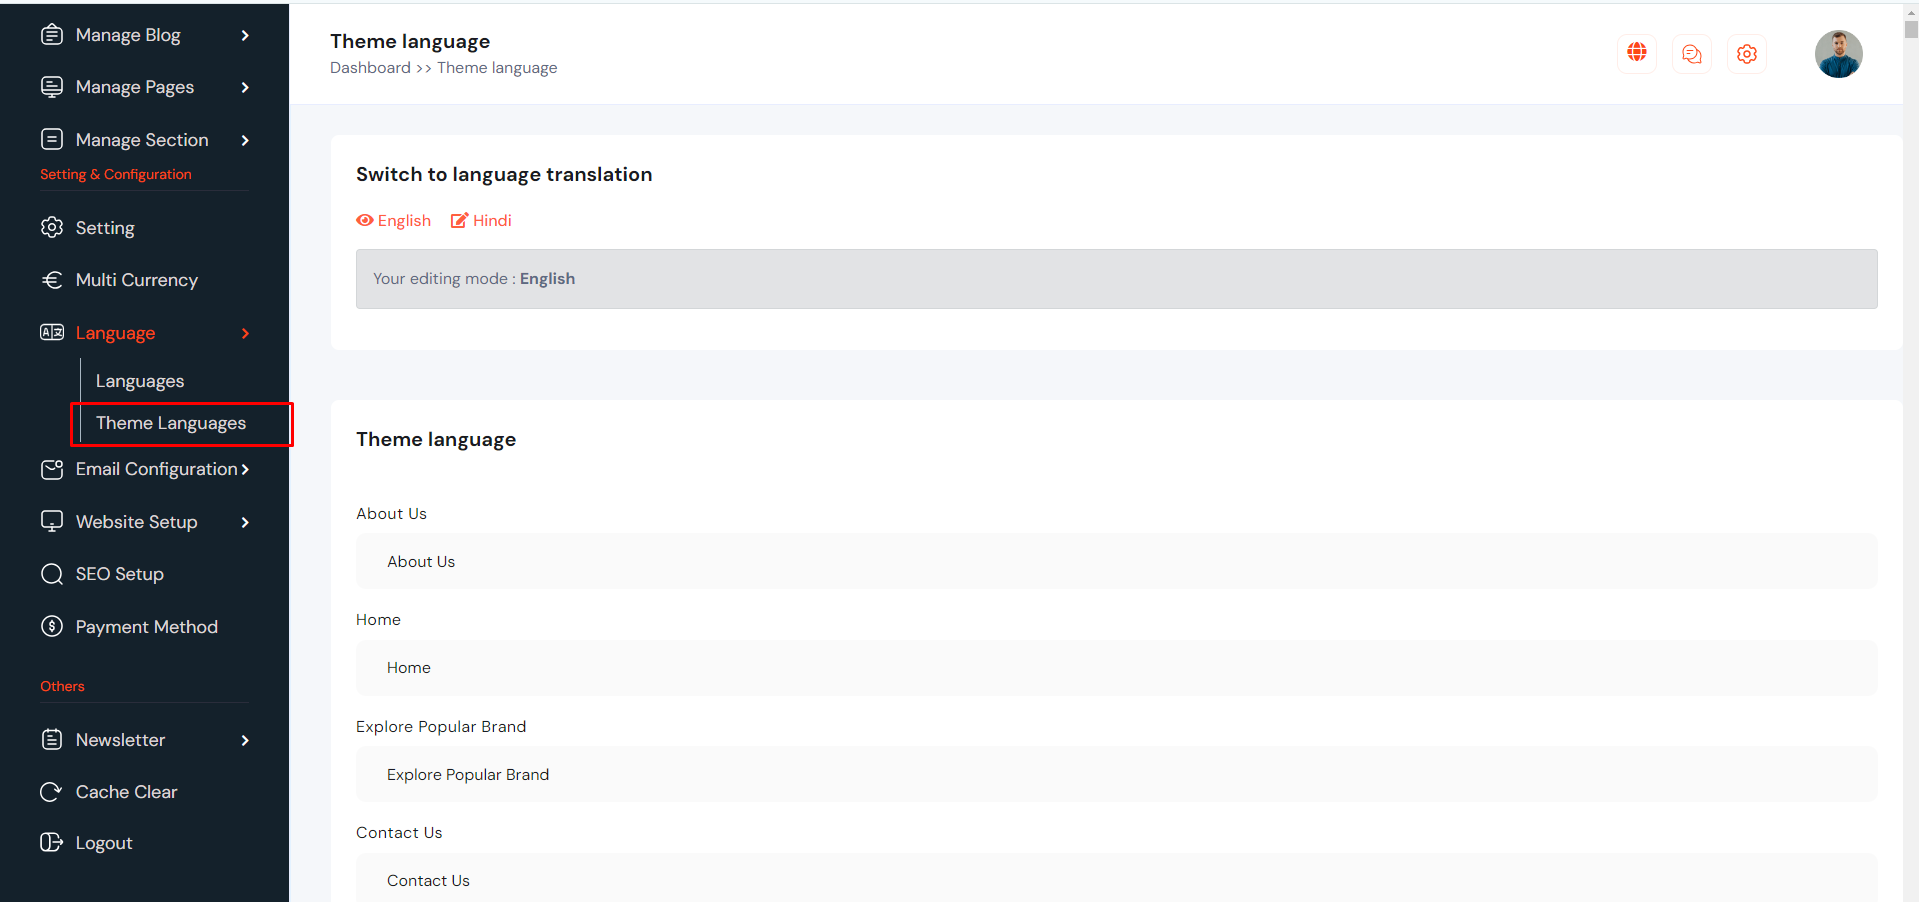 Manage Blog
Manage Pages
Manage Section
Setting & Configuration
Setting
Multi Currency
Language
Languages
Theme Languages
Email Configuration
Website Setup
SEO Setup
Payment Method
Others
Newsletter
Cache Clear
Logout
Theme language
Dashboard >> Theme language
Switch to language translation
English Hindi
Your editing mode : English
Theme language
About Us
About Us
Home
Home
Explore Popular Brand
Explore Popular Brand
Contact Us
Contact Us